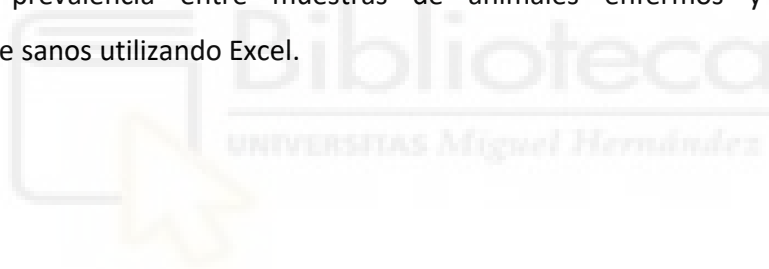 prevalencia entre muestras de animales enfermos y
e sanos utilizando Excel.
Biblioteca
UNIVERSITAS Miguel Hernández